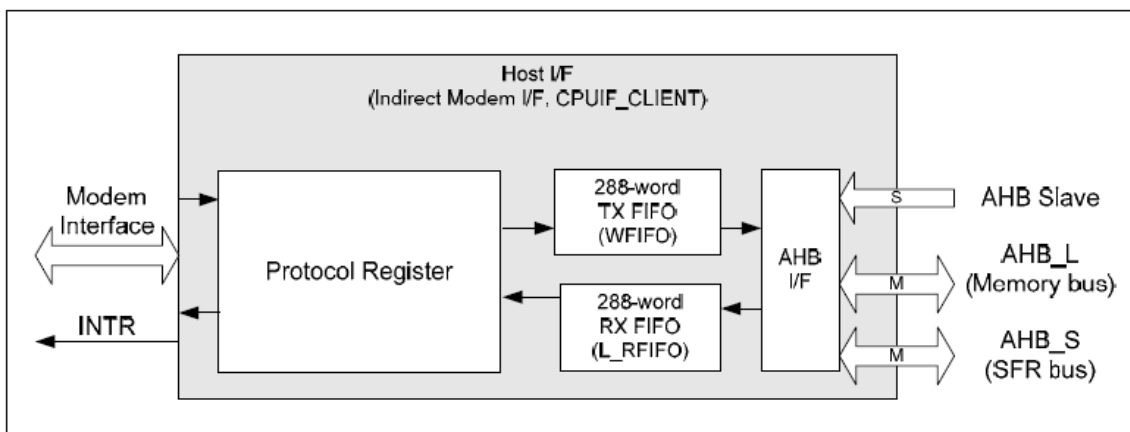 Host I/F
(Indirect Modem I/F, CPUIF_CLIENT)
Modem
Interface
INTR
Protocol Register
288-word
TX FIFO
(WFIFO)
288-word
RX FIFO
(L_RFIFO)
AHB
I/F
S
AHB Slave
M
AHB_L
(Memory bus)
M
AHB_S
(SFR bus)